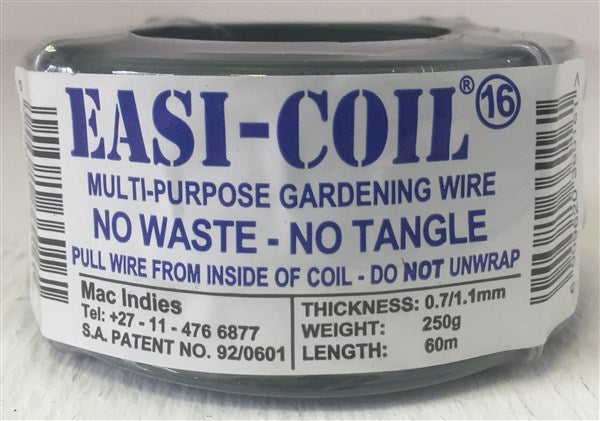 EASI-COIL® 16
MULTI-PURPOSE GARDENING WIRE
NO WASTE - NO TANGLE
PULL WIRE FROM INSIDE OF COIL - DO NOT UNWRAP
Mac Indies
Tel: +27 - 11 - 476 6877
S.A. PATENT NO. 92/0601
THICKNESS: 0.7/1.1mm
WEIGHT: 250g
LENGTH: 60m